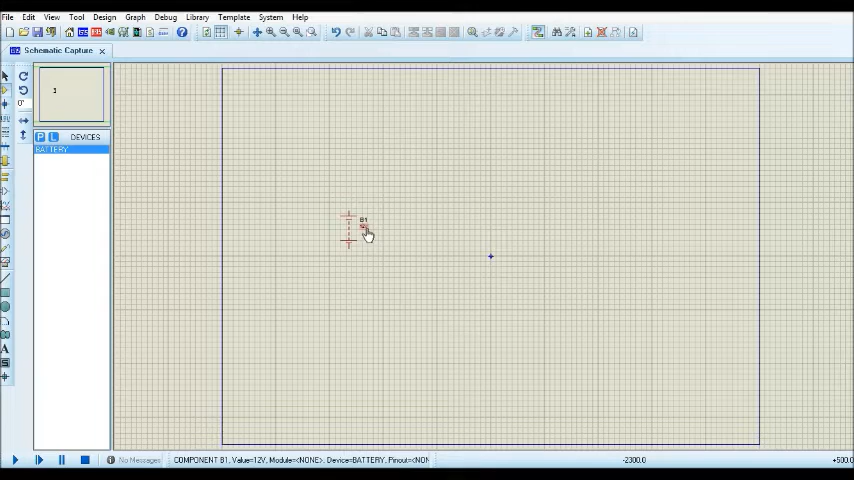 File Edit View Tool Design Graph Debug Library Template System Help
Schematic Capture
0°
P L DEVICES
BATTERY
B1
No Messages
COMPONENT B1, Value=12V, Module=<NONE>, Device=BATTERY, Pinout=<NON
-2300.0
+500.0